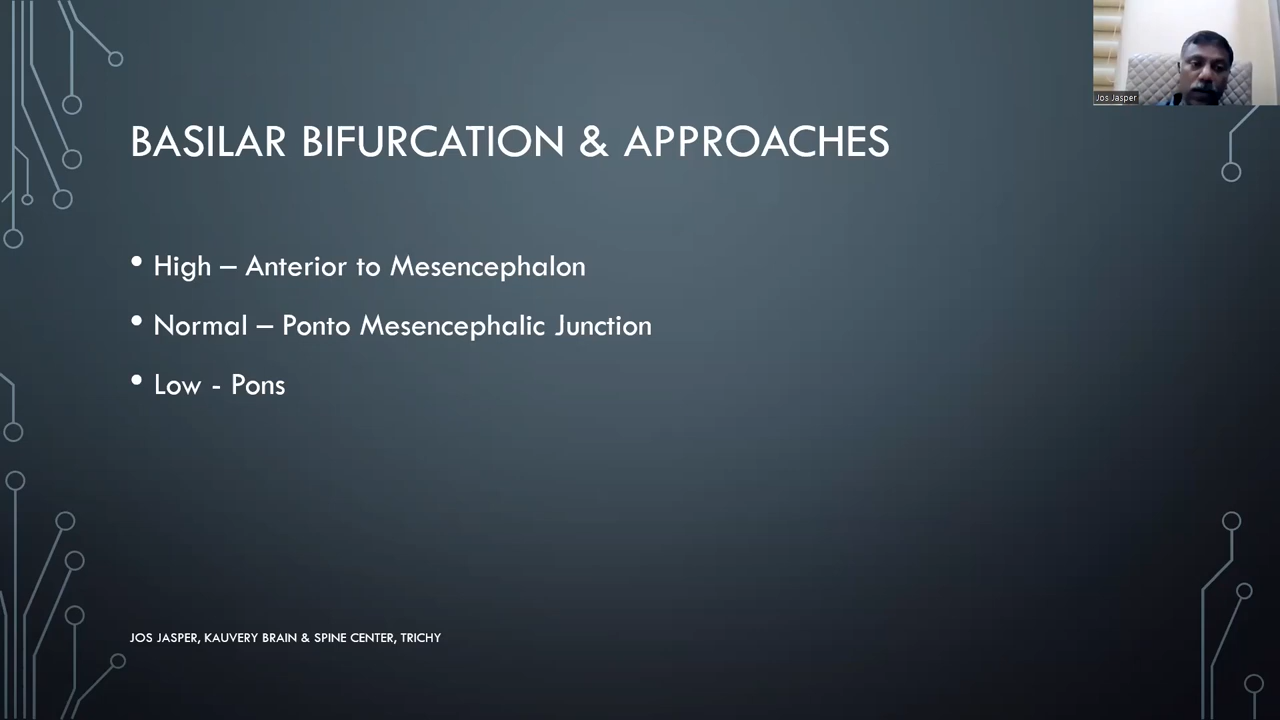 Jos Jasper
BASILAR BIFURCATION & APPROACHES
• High – Anterior to Mesencephalon
• Normal – Ponto Mesencephalic Junction
• Low - Pons
JOS JASPER, KAUVERY BRAIN & SPINE CENTER, TRICHY